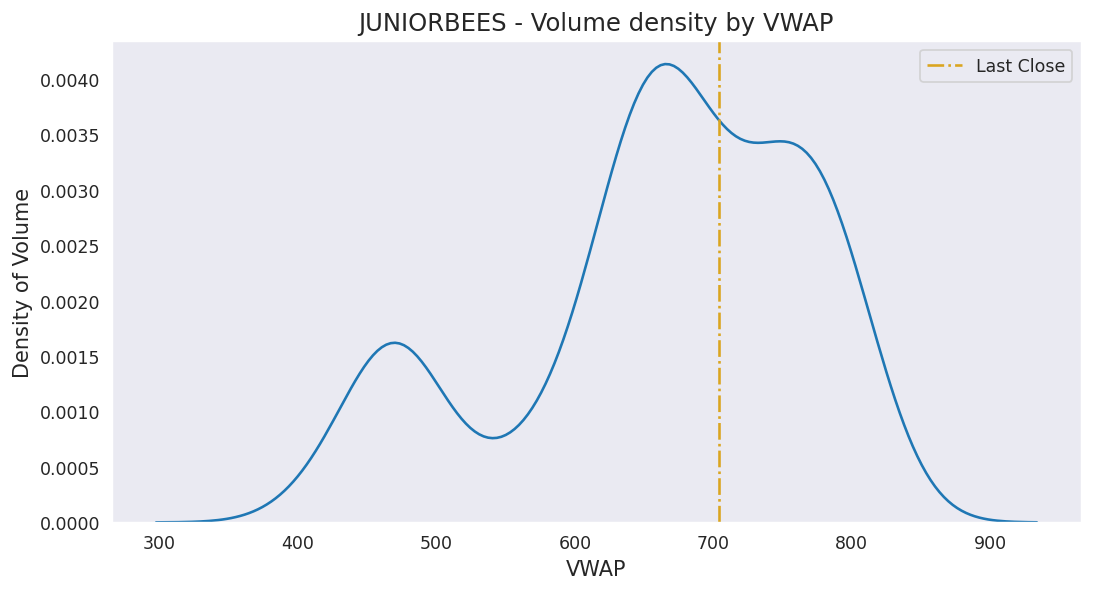 JUNIORBEES - Volume density by VWAP
Last Close
Density of Volume
0.0040
0.0035
0.0030
0.0025
0.0020
0.0015
0.0010
0.0005
0.0000
300 400 500 600 700 800 900
VWAP